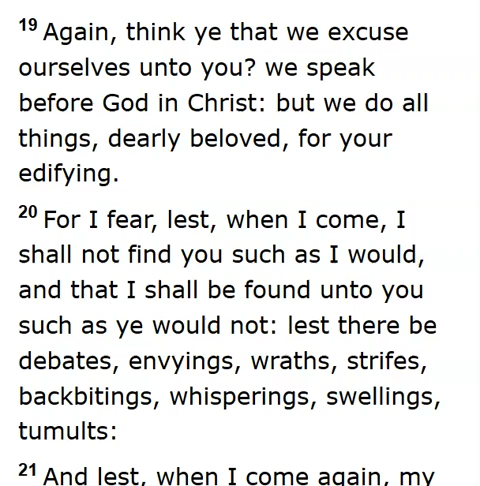 19 Again, think ye that we excuse
ourselves unto you? we speak
before God in Christ: but we do all
things, dearly beloved, for your
edifying.
20 For I fear, lest, when I come, I
shall not find you such as I would,
and that I shall be found unto you
such as ye would not: lest there be
debates, envyings, wraths, strifes,
backbitings, whisperings, swellings,
tumults:
21 And lest, when I come again, my